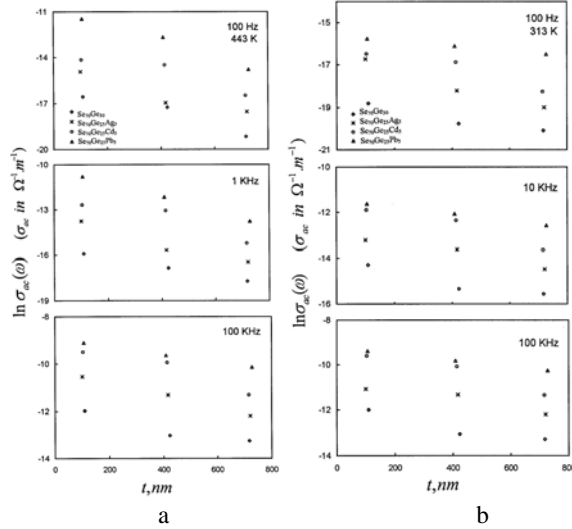 100 Hz
443 K
-11
-14
-17
-20
Se₇₀Ge₃₀
Se₇₀Ge₂₅Ag₅
Se₇₀Ge₂₅Cd₅
Se₇₀Ge₂₅Pb₅
1 KHz
-10
-13
-16
-19
100 KHz
-8
-10
-12
-14
0 200 400 600 800
ln σac(ω) (σac in Ω⁻¹.m⁻¹)
t, nm
a
100 Hz
313 K
-15
-17
-19
-21
Se₇₀Ge₃₀
Se₇₀Ge₂₅Ag₅
Se₇₀Ge₂₅Cd₅
Se₇₀Ge₂₅Pb₅
10 KHz
-10
-12
-14
-16
100 KHz
-8
-10
-12
-14
0 200 400 600 800
lnσac(ω) (σac in Ω⁻¹.m⁻¹)
t, nm
b